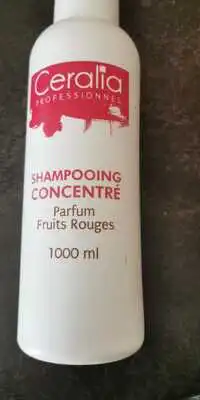 Ceralia
PROFESSIONNEL
SHAMPOOING
CONCENTRÉ
Parfum
Fruits Rouges
1000 ml